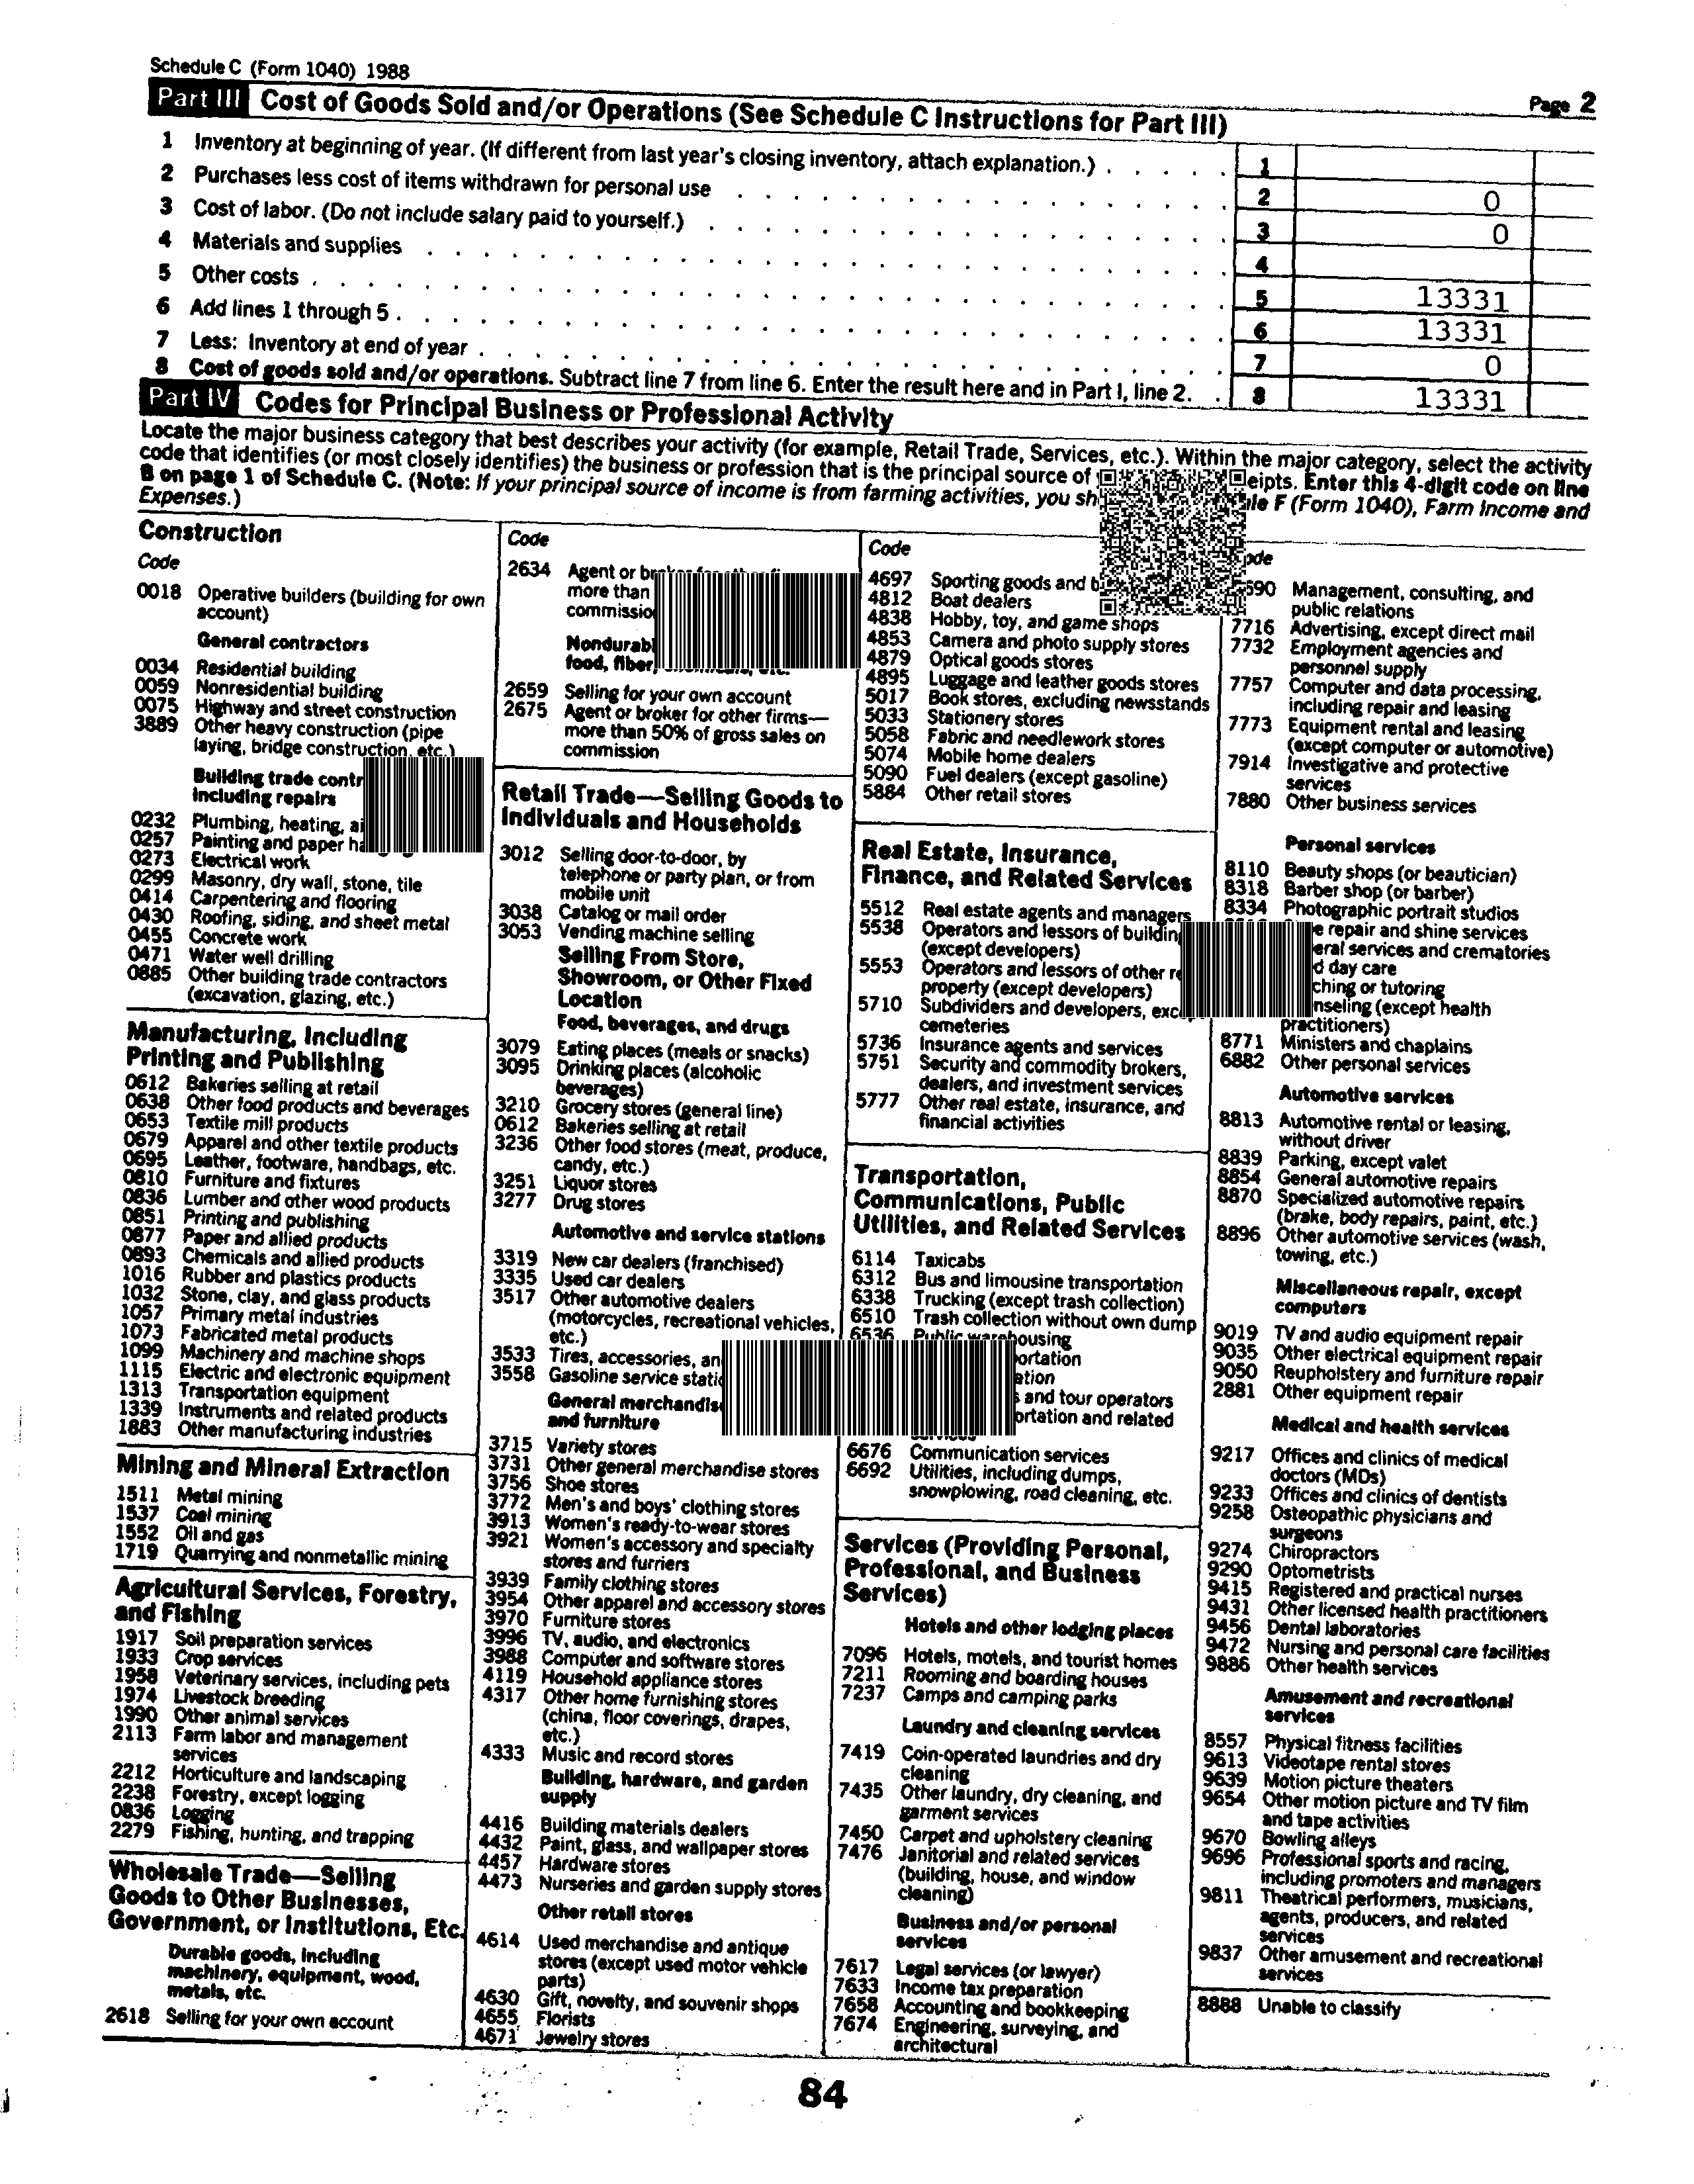 Schedule C (Form 1040) 1988
Page 2
Part III Cost of Goods Sold and/or Operations (See Schedule C Instructions for Part III)
1 Inventory at beginning of year. (If different from last year's closing inventory, attach explanation.) . . . . . 1
2 Purchases less cost of items withdrawn for personal use 2 0
3 Cost of labor. (Do not include salary paid to yourself.) 3 0
4 Materials and supplies 4
5 Other costs 5 13331
6 Add lines 1 through 5 6 13331
7 Less: Inventory at end of year 7 0
8 Cost of goods sold and/or operations. Subtract line 7 from line 6. Enter the result here and in Part I, line 2. 8 13331
Part IV Codes for Principal Business or Professional Activity
Locate the major business category that best describes your activity (for example, Retail Trade, Services, etc.). Within the major category, select the activity
code that identifies (or most closely identifies) the business or profession that is the principal source of Enter this 4-digit code on line
B on page 1 of Schedule C. (Note: If your principal source of income is from farming activities, you F (Form 1040), Farm Income and
Expenses.)
Construction
Code
0018 Operative builders (building for own
account)
General contractors
0034 Residential building
0059 Nonresidential building
0075 Highway and street construction
3889 Other heavy construction (pipe
laying, bridge construction, etc.)
Building trade
including repairs
0232 Plumbing, heating,
0257 Painting and paper
0273 Electrical work
0299 Masonry, dry wall, stone, tile
0414 Carpentering and flooring
0430 Roofing, siding, and sheet metal
0455 Concrete work
0471 Water well drilling
0885 Other building trade contractors
(excavation, glazing, etc.)
Manufacturing, Including
Printing and Publishing
0612 Bakeries selling at retail
0638 Other food products and beverages
0653 Textile mill products
0679 Apparel and other textile products
0695 Leather, footware, handbags, etc.
0810 Furniture and fixtures
0836 Lumber and other wood products
0851 Printing and publishing
0877 Paper and allied products
0893 Chemicals and allied products
1016 Rubber and plastics products
1032 Stone, clay, and glass products
1057 Primary metal industries
1073 Fabricated metal products
1099 Machinery and machine shops
1115 Electric and electronic equipment
1313 Transportation equipment
1339 Instruments and related products
1883 Other manufacturing industries
Mining and Mineral Extraction
1511 Metal mining
1537 Coal mining
1552 Oil and gas
1719 Quarrying and nonmetallic mining
Agricultural Services, Forestry,
and Fishing
1917 Soil preparation services
1933 Crop services
1958 Veterinary services, including pets
1974 Livestock breeding
1990 Other animal services
2113 Farm labor and management
services
2212 Horticulture and landscaping
2238 Forestry, except logging
0836 Logging
2279 Fishing, hunting, and trapping
Wholesale Trade—Selling
Goods to Other Businesses,
Government, or Institutions, Etc.
Durable goods, including
machinery, equipment, wood,
metals, etc.
2618 Selling for your own account
Code
2634 Agent or
more than
food, fiber,
2659 Selling for your own account
2675 Agent or broker for other firms—
more than 50% of gross sales on
commission
Retail Trade—Selling Goods to
Individuals and Households
3012 Selling door-to-door, by
telephone or party plan, or from
mobile unit
3038 Catalog or mail order
3053 Vending machine selling
Selling From Store,
Showroom, or Other Fixed
Location
Food, beverages, and drugs
3079 Eating places (meals or snacks)
3095 Drinking places (alcoholic
beverages)
3210 Grocery stores (general line)
0612 Bakeries selling at retail
3236 Other food stores (meat, produce,
candy, etc.)
3251 Liquor stores
3277 Drug stores
Automotive and service stations
3319 New car dealers (franchised)
3335 Used car dealers
3517 Other automotive dealers
(motorcycles, recreational vehicles,
etc.)
3533 Tires, accessories,
3558 Gasoline service
General
and furniture
3715 Variety stores
3731 Other general merchandise stores
3756 Shoe stores
3772 Men's and boys' clothing stores
3913 Women's ready-to-wear stores
3921 Women's accessory and specialty
stores and furriers
3939 Family clothing stores
3954 Other apparel and accessory stores
3970 Furniture stores
3996 TV, audio, and electronics
3988 Computer and software stores
4119 Household appliance stores
4317 Other home furnishing stores
(china, floor coverings, drapes,
etc.)
4333 Music and record stores
Building, hardware, and garden
supply
4416 Building materials dealers
4432 Paint, glass, and wallpaper stores
4457 Hardware stores
4473 Nurseries and garden supply stores
Other retail stores
4614 Used merchandise and antique
stores (except used motor vehicle
parts)
4630 Gift, novelty, and souvenir shops
4655 Florists
4671 Jewelry stores
Code
4697 Sporting goods and
4812 Boat dealers
4838 Hobby, toy, and game shops
4853 Camera and photo supply stores
4879 Optical goods stores
4895 Luggage and leather goods stores
5017 Book stores, excluding newsstands
5033 Stationery stores
5058 Fabric and needlework stores
5074 Mobile home dealers
5090 Fuel dealers (except gasoline)
5884 Other retail stores
Real Estate, Insurance,
Finance, and Related Services
5512 Real estate agents and managers
5538 Operators and lessors of
(except developers)
5553 Operators and lessors of other
property (except developers)
5710 Subdividers and developers,
cemeteries
5736 Insurance agents and services
5751 Security and commodity brokers,
dealers, and investment services
5777 Other real estate, insurance, and
financial activities
Transportation,
Communications, Public
Utilities, and Related Services
6114 Taxicabs
6312 Bus and limousine transportation
6338 Trucking (except trash collection)
6510 Trash collection without own dump
6536 Public warehousing
and tour operators
and related
6676 Communication services
6692 Utilities, including dumps,
snowplowing, road cleaning, etc.
Services (Providing Personal,
Professional, and Business
Services)
Hotels and other lodging places
7096 Hotels, motels, and tourist homes
7211 Rooming and boarding houses
7237 Camps and camping parks
Laundry and cleaning services
7419 Coin-operated laundries and dry
cleaning
7435 Other laundry, dry cleaning, and
garment services
7450 Carpet and upholstery cleaning
7476 Janitorial and related services
(building, house, and window
cleaning)
Business and/or personal
services
7617 Legal services (or lawyer)
7633 Income tax preparation
7658 Accounting and bookkeeping
7674 Engineering, surveying, and
architectural
Management, consulting, and
public relations
7716 Advertising, except direct mail
7732 Employment agencies and
personnel supply
7757 Computer and data processing,
including repair and leasing
7773 Equipment rental and leasing
(except computer or automotive)
7914 Investigative and protective
services
7880 Other business services
Personal services
8110 Beauty shops (or beautician)
8318 Barber shop (or barber)
8334 Photographic portrait studios
repair and shine services
services and crematories
day care
or tutoring
(except health
practitioners)
8771 Ministers and chaplains
6882 Other personal services
Automotive services
8813 Automotive rental or leasing,
without driver
8839 Parking, except valet
8854 General automotive repairs
8870 Specialized automotive repairs
(brake, body repairs, paint, etc.)
8896 Other automotive services (wash,
towing, etc.)
Miscellaneous repair, except
computers
9019 TV and audio equipment repair
9035 Other electrical equipment repair
9050 Reupholstery and furniture repair
2881 Other equipment repair
Medical and health services
9217 Offices and clinics of medical
doctors (MDs)
9233 Offices and clinics of dentists
9258 Osteopathic physicians and
surgeons
9274 Chiropractors
9290 Optometrists
9415 Registered and practical nurses
9431 Other licensed health practitioners
9456 Dental laboratories
9472 Nursing and personal care facilities
9886 Other health services
Amusement and recreational
services
8557 Physical fitness facilities
9613 Videotape rental stores
9639 Motion picture theaters
9654 Other motion picture and TV film
and tape activities
9670 Bowling alleys
9696 Professional sports and racing,
including promoters and managers
9811 Theatrical performers, musicians,
agents, producers, and related
services
9837 Other amusement and recreational
services
8888 Unable to classify
84